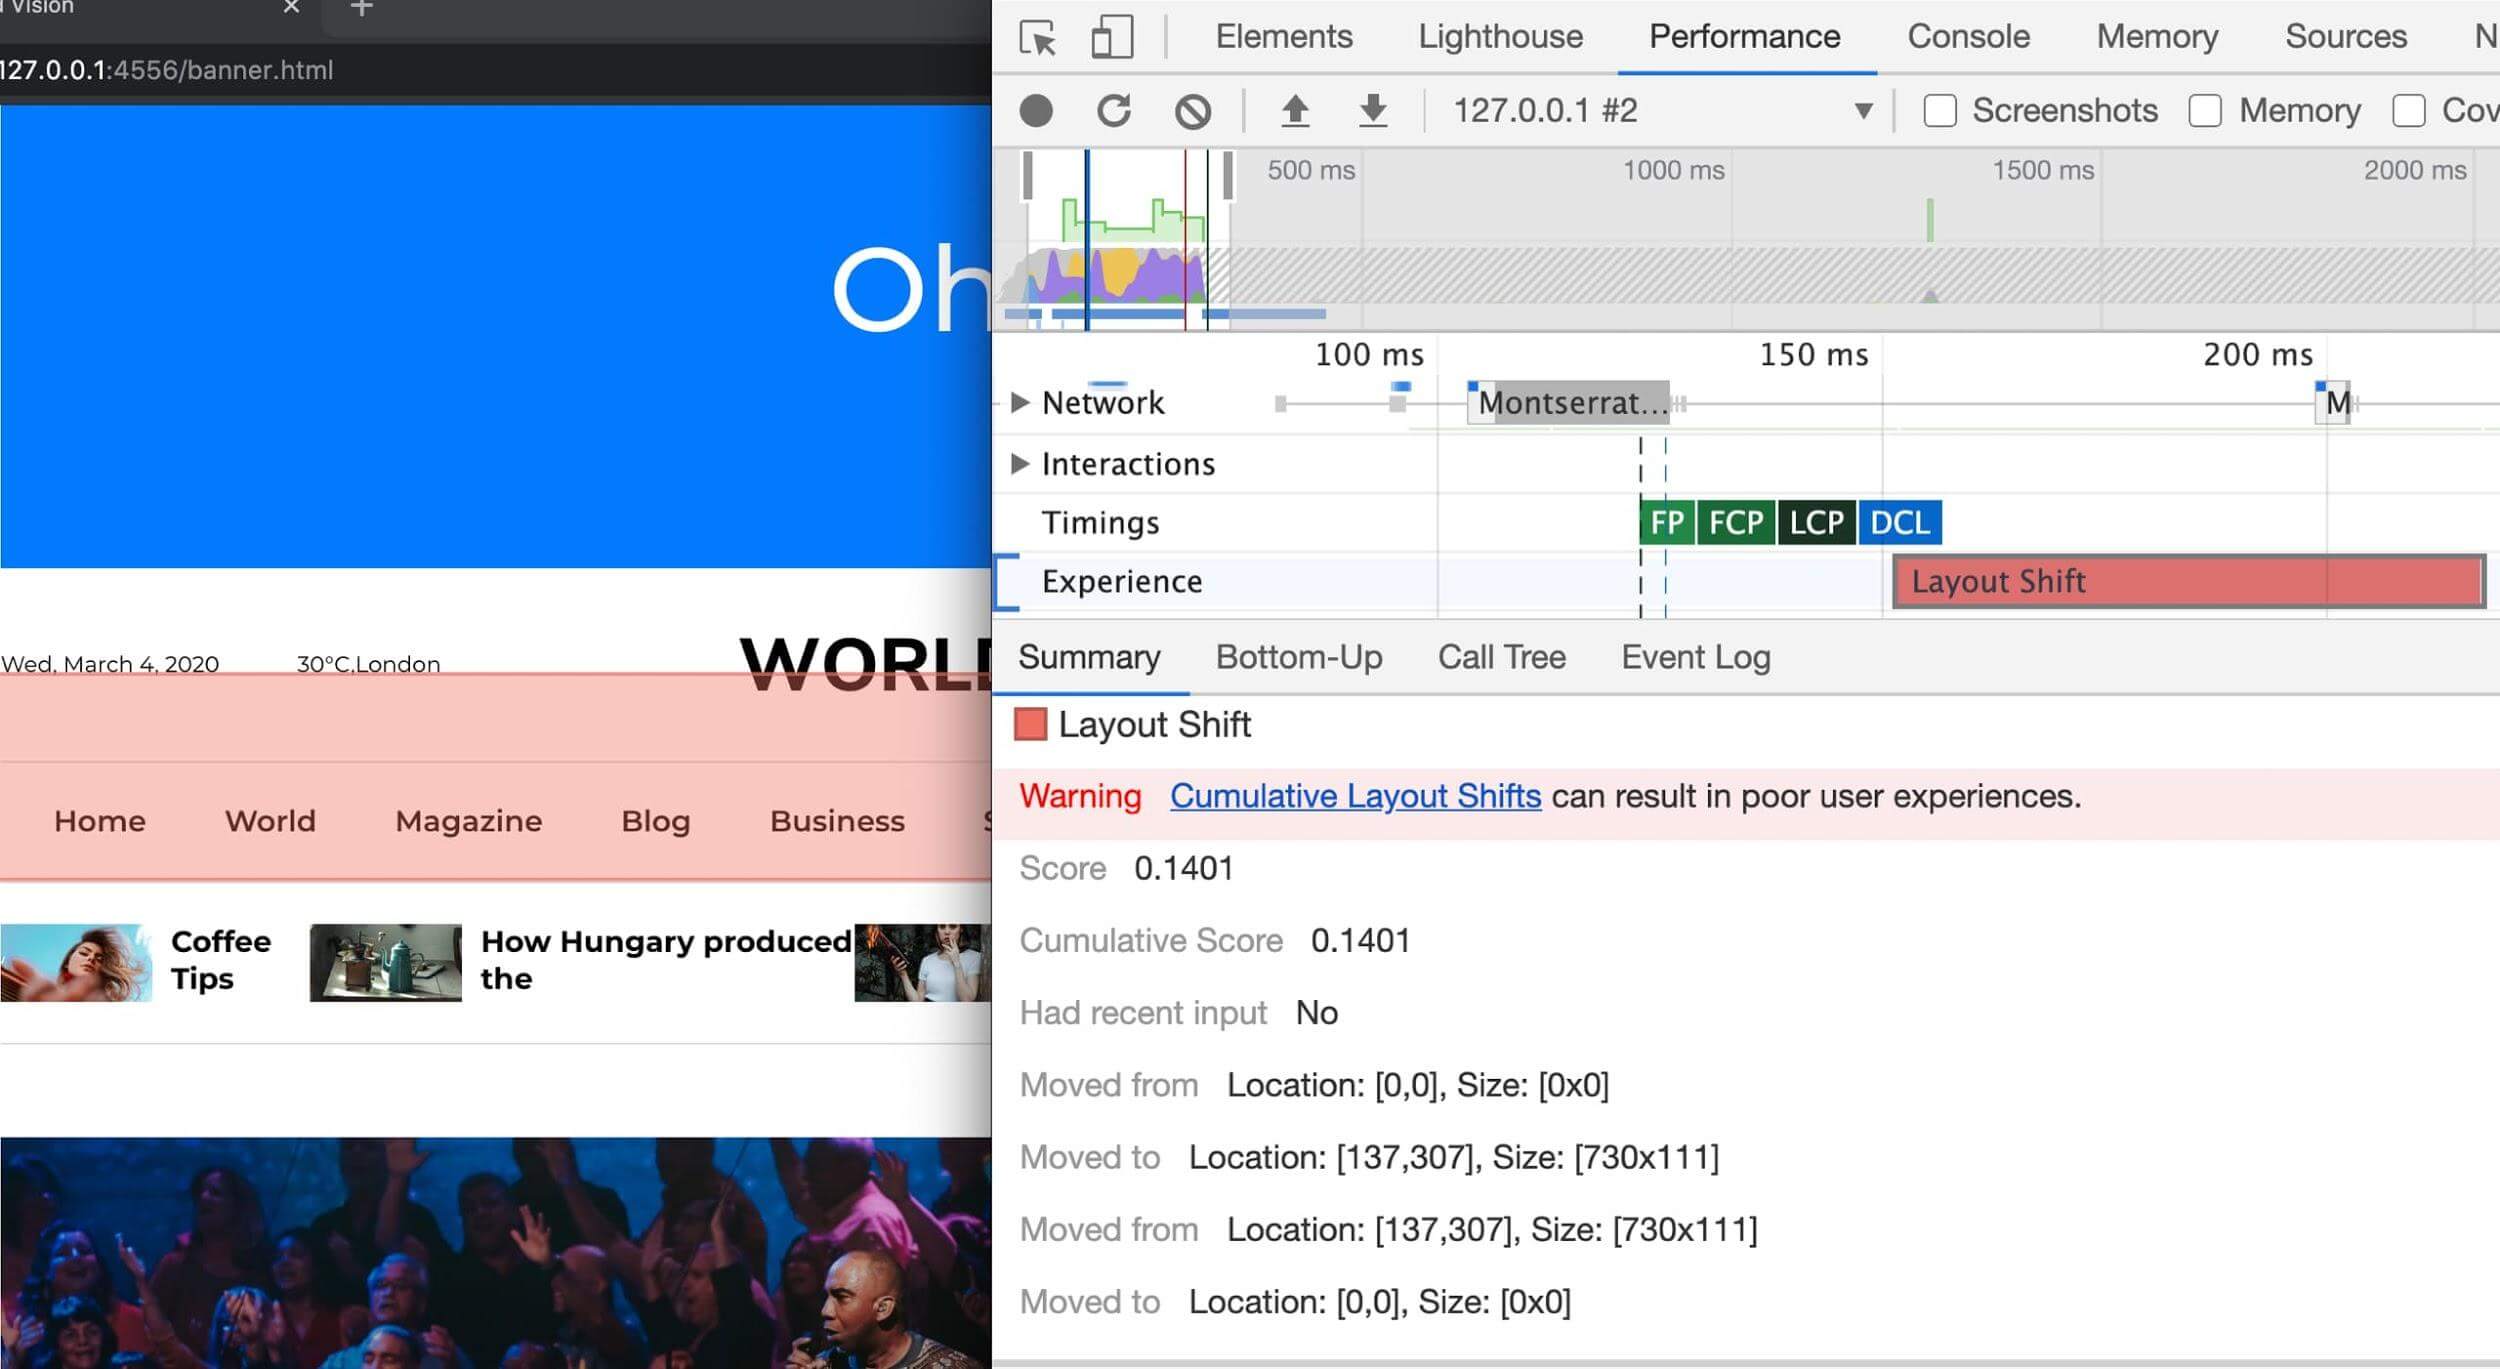 d Vision
127.0.0.1:4556/banner.html
Oh
Wed, March 4, 2020 30°C,London
WORLD
Home World Magazine Blog Business
Coffee
Tips
How Hungary produced
the
Elements Lighthouse Performance Console Memory Sources N
127.0.0.1 #2 Screenshots Memory Cov
500 ms 1000 ms 1500 ms 2000 ms
100 ms 150 ms 200 ms
Network Montserrat... M
Interactions
Timings FP FCP LCP DCL
Experience Layout Shift
Summary Bottom-Up Call Tree Event Log
Layout Shift
Warning Cumulative Layout Shifts can result in poor user experiences.
Score 0.1401
Cumulative Score 0.1401
Had recent input No
Moved from Location: [0,0], Size: [0x0]
Moved to Location: [137,307], Size: [730x111]
Moved from Location: [137,307], Size: [730x111]
Moved to Location: [0,0], Size: [0x0]